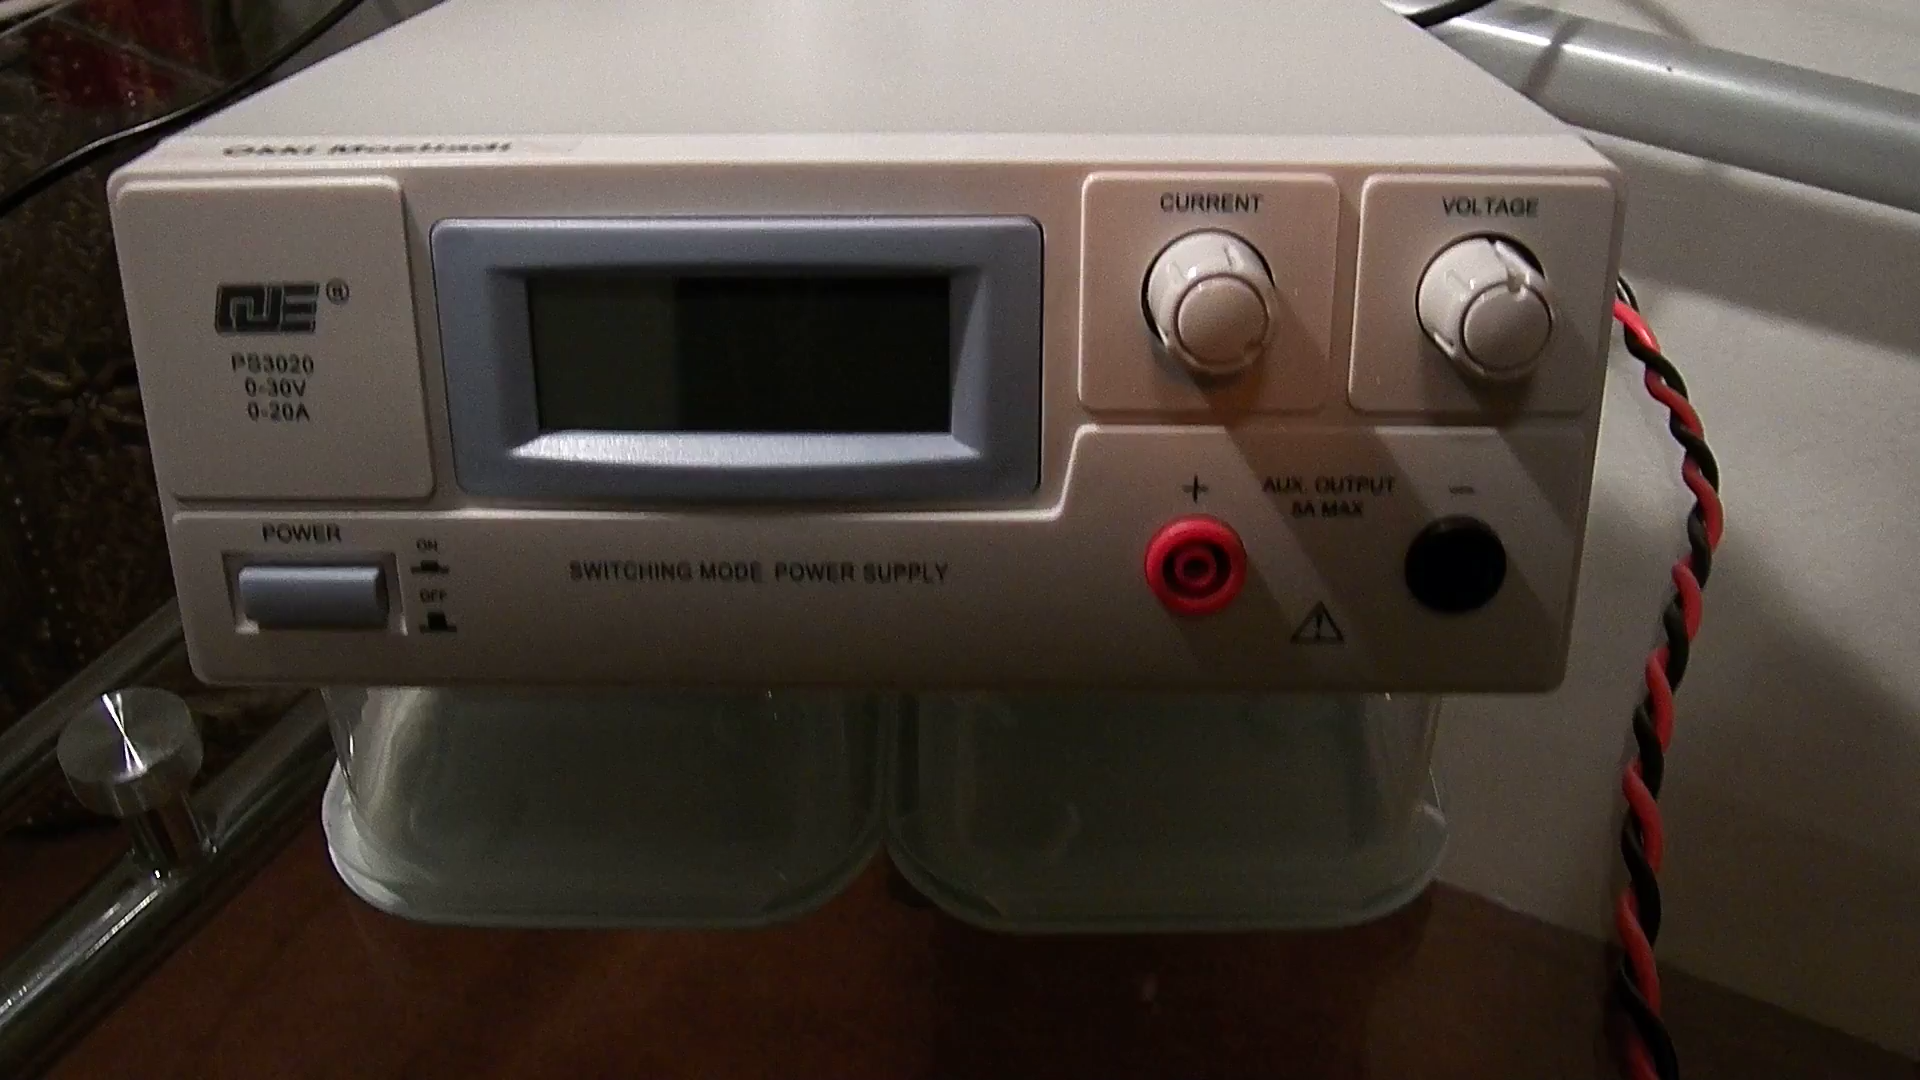 QJE®
PS3020
0-30V
0-20A
CURRENT
VOLTAGE
POWER
ON
OFF
SWITCHING MODE POWER SUPPLY
+
AUX. OUTPUT
5A MAX
−